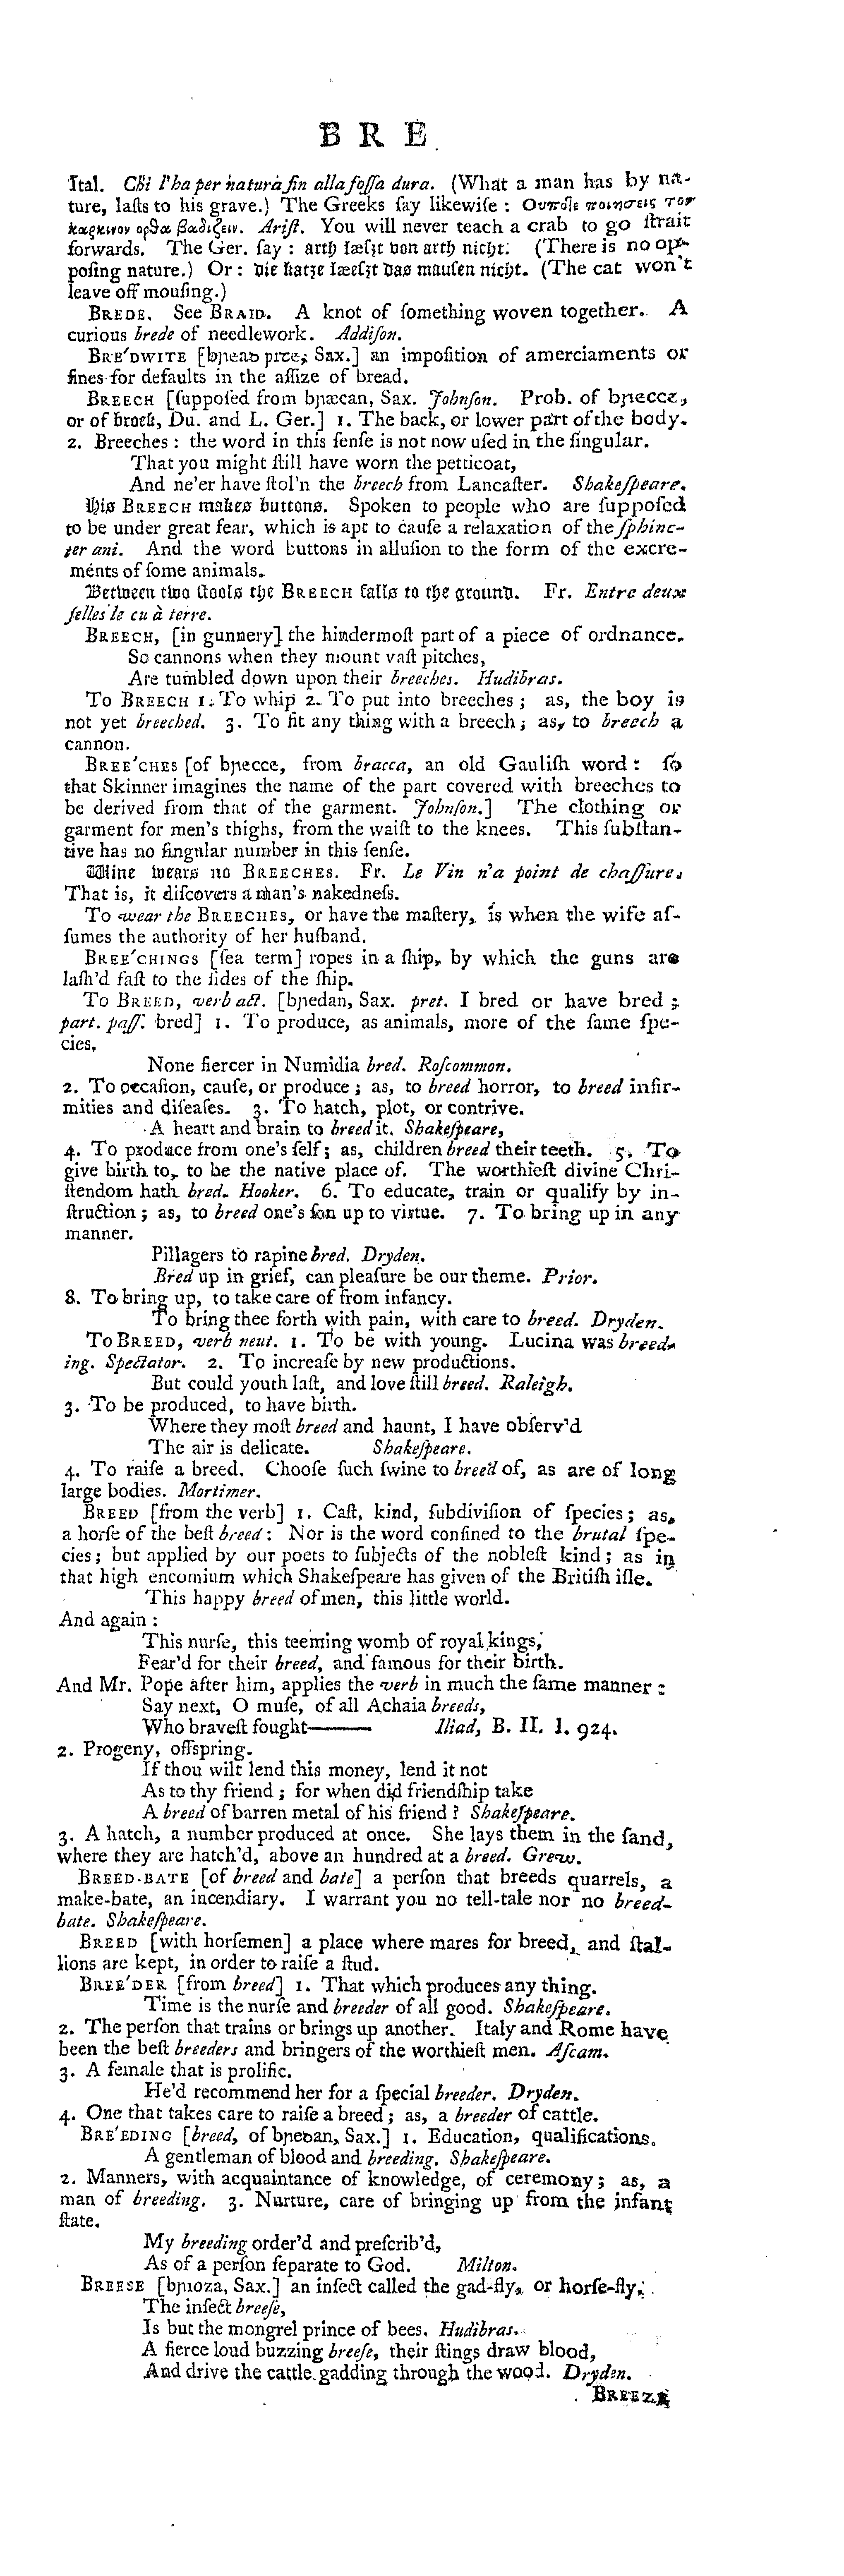 B R E
Ital. Chi l'ha per natura fin alla foſſa dura. (What a man has by na-
ture, laſts to his grave.) The Greeks ſay likewiſe : Ουποτε ποιησεις τον
καρκινον ορθα βαδιζειν. Ariſt. You will never teach a crab to go ſtrait
forwards. The Ger. ſay : arth læſzt von arth nicht. (There is no op-
poſing nature.) Or : die katze læeſzt das mauſen nicht. (The cat won't
leave off mouſing.)
BREDE. See BRAID. A knot of ſomething woven together. A
curious brede of needlework. Addiſon.
BRE'DWITE [Sax.] an impoſition of amerciaments or
fines for defaults in the aſſize of bread.
BREECH [ſuppoſed from bræcan, Sax. Johnſon. Prob. of brecce,
or of broek, Du. and L. Ger.] 1. The back, or lower part of the body.
2. Breeches : the word in this ſenſe is not now uſed in the ſingular.
That you might ſtill have worn the petticoat,
And ne'er have ſtol'n the breech from Lancaſter. Shakeſpeare.
His BREECH makes buttons. Spoken to people who are ſuppoſed
to be under great fear, which is apt to cauſe a relaxation of the ſphinc-
ter ani. And the word buttons in alluſion to the form of the excre-
ments of ſome animals.
Between two ſtools the BREECH falls to the ground. Fr. Entre deux
ſelles le cu à terre.
BREECH, [in gunnery] the hindermoſt part of a piece of ordnance.
So cannons when they mount vaſt pitches,
Are tumbled down upon their breeches. Hudibras.
To BREECH 1. To whip 2. To put into breeches ; as, the boy is
not yet breeched. 3. To fit any thing with a breech ; as, to breech a
cannon.
BREE'CHES [of brecce, from bracca, an old Gauliſh word : ſo
that Skinner imagines the name of the part covered with breeches to
be derived from that of the garment. Johnſon.] The clothing or
garment for men's thighs, from the waiſt to the knees. This ſubſtan-
tive has no ſingular number in this ſenſe.
Wine wears no BREECHES. Fr. Le Vin n'a point de chaſſure.
That is, it diſcovers a man's nakedneſs.
To wear the BREECHES, or have the maſtery, is when the wife aſ-
ſumes the authority of her huſband.
BREE'CHINGS [ſea term] ropes in a ſhip, by which the guns are
laſh'd faſt to the ſides of the ſhip.
To BREED, verb act. [bredan, Sax. pret. I bred or have bred ;
part. paſſ. bred] 1. To produce, as animals, more of the ſame ſpe-
cies,
None fiercer in Numidia bred. Roſcommon.
2. To occaſion, cauſe, or produce ; as, to breed horror, to breed infir-
mities and diſeaſes. 3. To hatch, plot, or contrive.
A heart and brain to breed it. Shakeſpeare,
4. To produce from one's ſelf ; as, children breed their teeth. 5. To
give birth to, to be the native place of. The worthieſt divine Chri-
ſtendom hath bred. Hooker. 6. To educate, train or qualify by in-
ſtruction ; as, to breed one's ſon up to virtue. 7. To bring up in any
manner.
Pillagers to rapine bred. Dryden.
Bred up in grief, can pleaſure be our theme. Prior.
8. To bring up, to take care of from infancy.
To bring thee forth with pain, with care to breed. Dryden.
To BREED, verb neut. 1. To be with young. Lucina was breed-
ing. Spectator. 2. To increaſe by new productions.
But could youth laſt, and love ſtill breed. Raleigh.
3. To be produced, to have birth.
Where they moſt breed and haunt, I have obſerv'd
The air is delicate. Shakeſpeare.
4. To raiſe a breed. Chooſe ſuch ſwine to breed of, as are of long
large bodies. Mortimer.
BREED [from the verb] 1. Caſt, kind, ſubdiviſion of ſpecies ; as,
a horſe of the beſt breed : Nor is the word confined to the brutal ſpe-
cies ; but applied by our poets to ſubjects of the nobleſt kind ; as in
that high encomium which Shakeſpeare has given of the Britiſh iſle.
This happy breed of men, this little world.
And again :
This nurſe, this teeming womb of royal kings,
Fear'd for their breed, and famous for their birth.
And Mr. Pope after him, applies the verb in much the ſame manner :
Say next, O muſe, of all Achaia breeds,
Who braveſt fought—— Iliad, B. II. l. 924.
2. Progeny, offspring.
If thou wilt lend this money, lend it not
As to thy friend ; for when did friendſhip take
A breed of barren metal of his friend ? Shakeſpeare.
3. A hatch, a number produced at once. She lays them in the ſand,
where they are hatch'd, above an hundred at a breed. Grew.
BREED-BATE [of breed and bate] a perſon that breeds quarrels, a
make-bate, an incendiary. I warrant you no tell-tale nor no breed-
bate. Shakeſpeare.
BREED [with horſemen] a place where mares for breed, and ſtal-
lions are kept, in order to raiſe a ſtud.
BREE'DER [from breed] 1. That which produces any thing.
Time is the nurſe and breeder of all good. Shakeſpeare.
2. The perſon that trains or brings up another. Italy and Rome have
been the beſt breeders and bringers of the worthieſt men. Aſcam.
3. A female that is prolific.
He'd recommend her for a ſpecial breeder. Dryden.
4. One that takes care to raiſe a breed ; as, a breeder of cattle.
BRE'EDING [breed, of bredan, Sax.] 1. Education, qualifications.
A gentleman of blood and breeding. Shakeſpeare.
2. Manners, with acquaintance of knowledge, of ceremony ; as, a
man of breeding. 3. Nurture, care of bringing up from the infant
ſtate.
My breeding order'd and preſcrib'd,
As of a perſon ſeparate to God. Milton.
BREESE [brioza, Sax.] an inſect called the gad-fly, or horſe-fly.
The inſect breeſe,
Is but the mongrel prince of bees. Hudibras.
A fierce loud buzzing breeſe, their ſtings draw blood,
And drive the cattle gadding through the wood. Dryden.
BREEZE